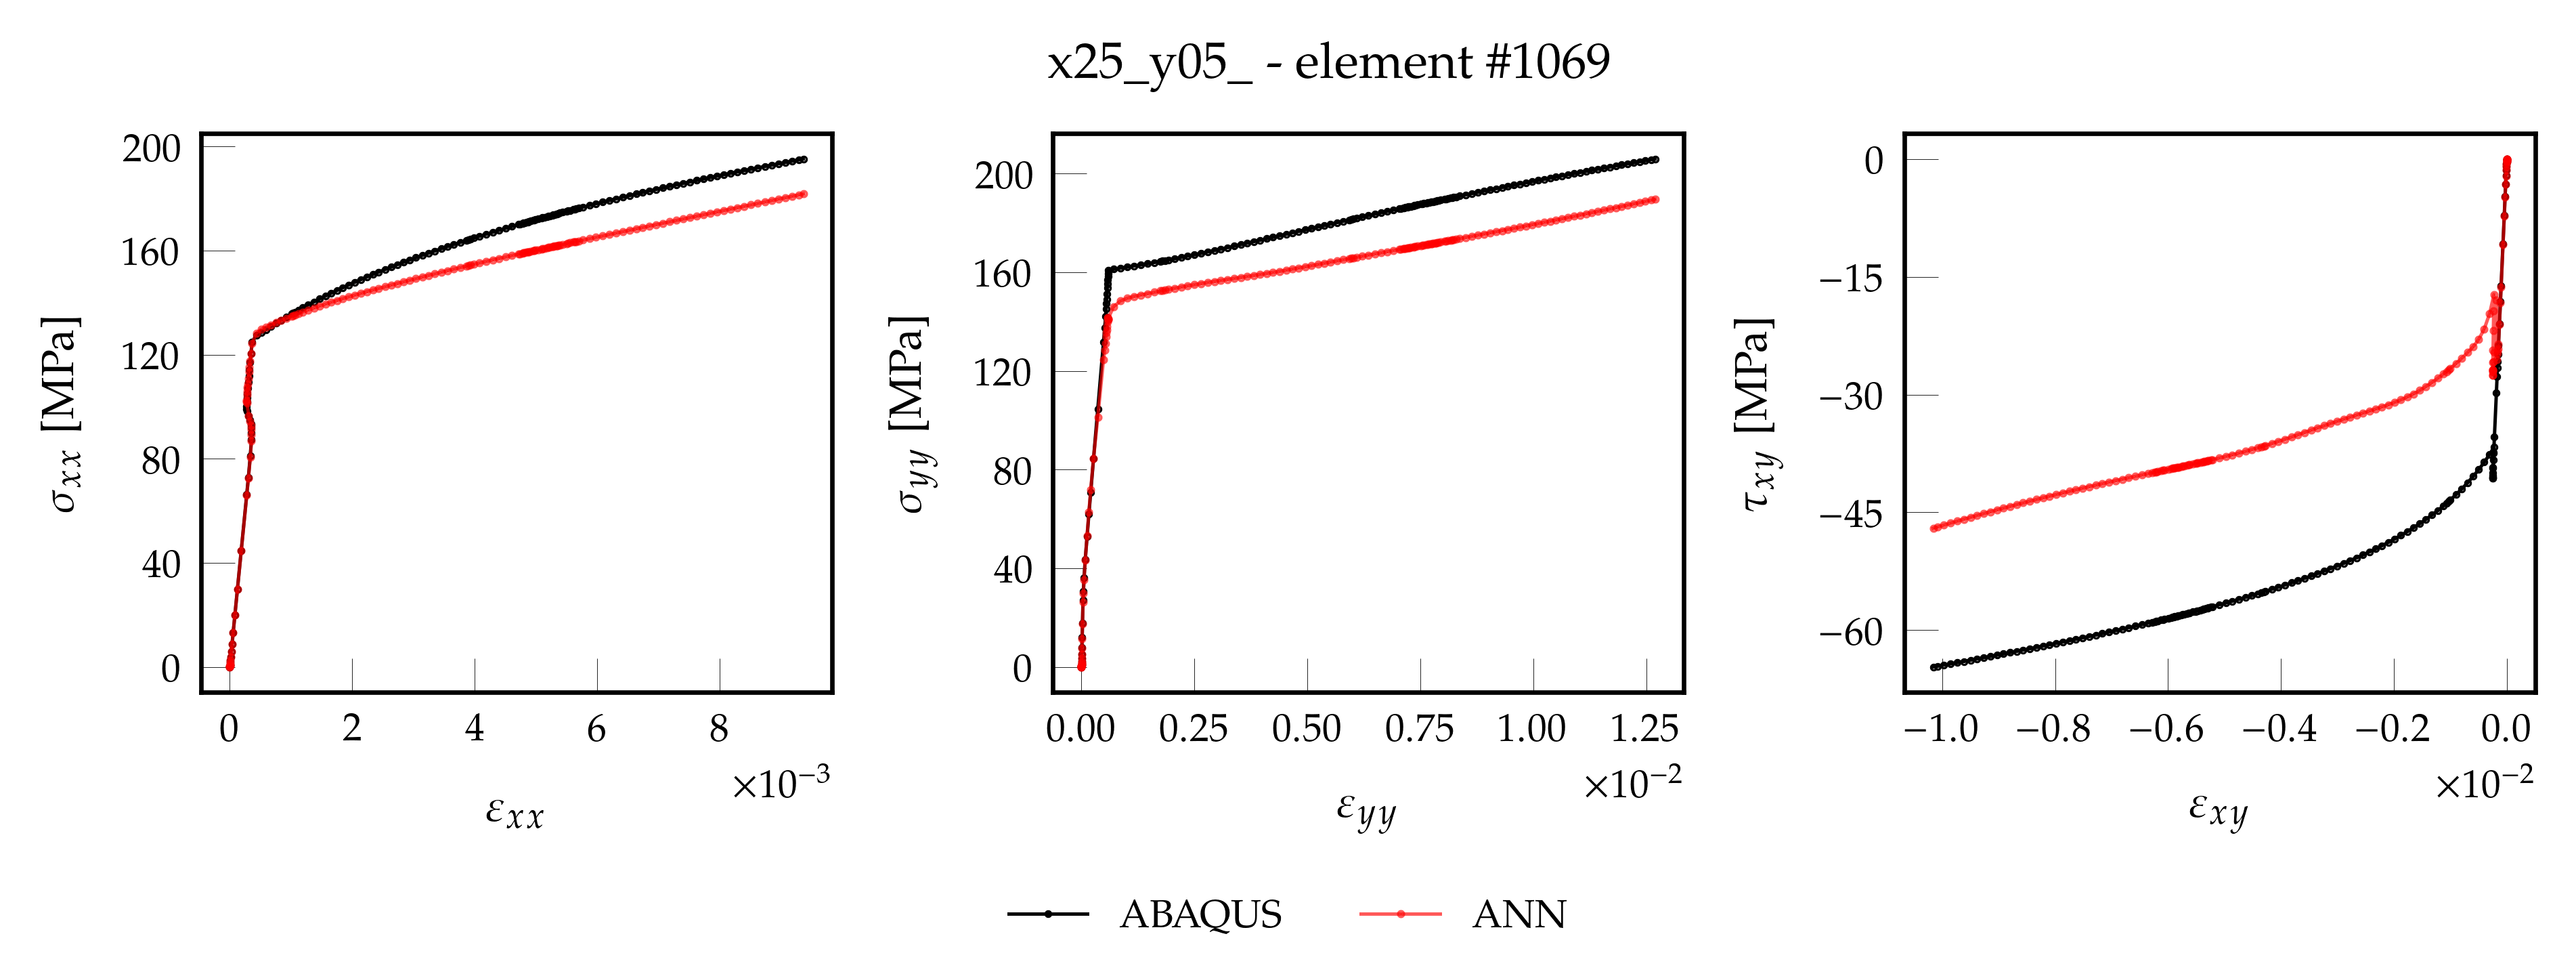 x25_y05_ - element #1069
200
160
120
80
40
0
σxx [MPa]
0 2 4 6 8
×10⁻³
εxx
200
160
120
80
40
0
σyy [MPa]
0.00 0.25 0.50 0.75 1.00 1.25
×10⁻²
εyy
0
−15
−30
−45
−60
τxy [MPa]
−1.0 −0.8 −0.6 −0.4 −0.2 0.0
×10⁻²
εxy
ABAQUS ANN